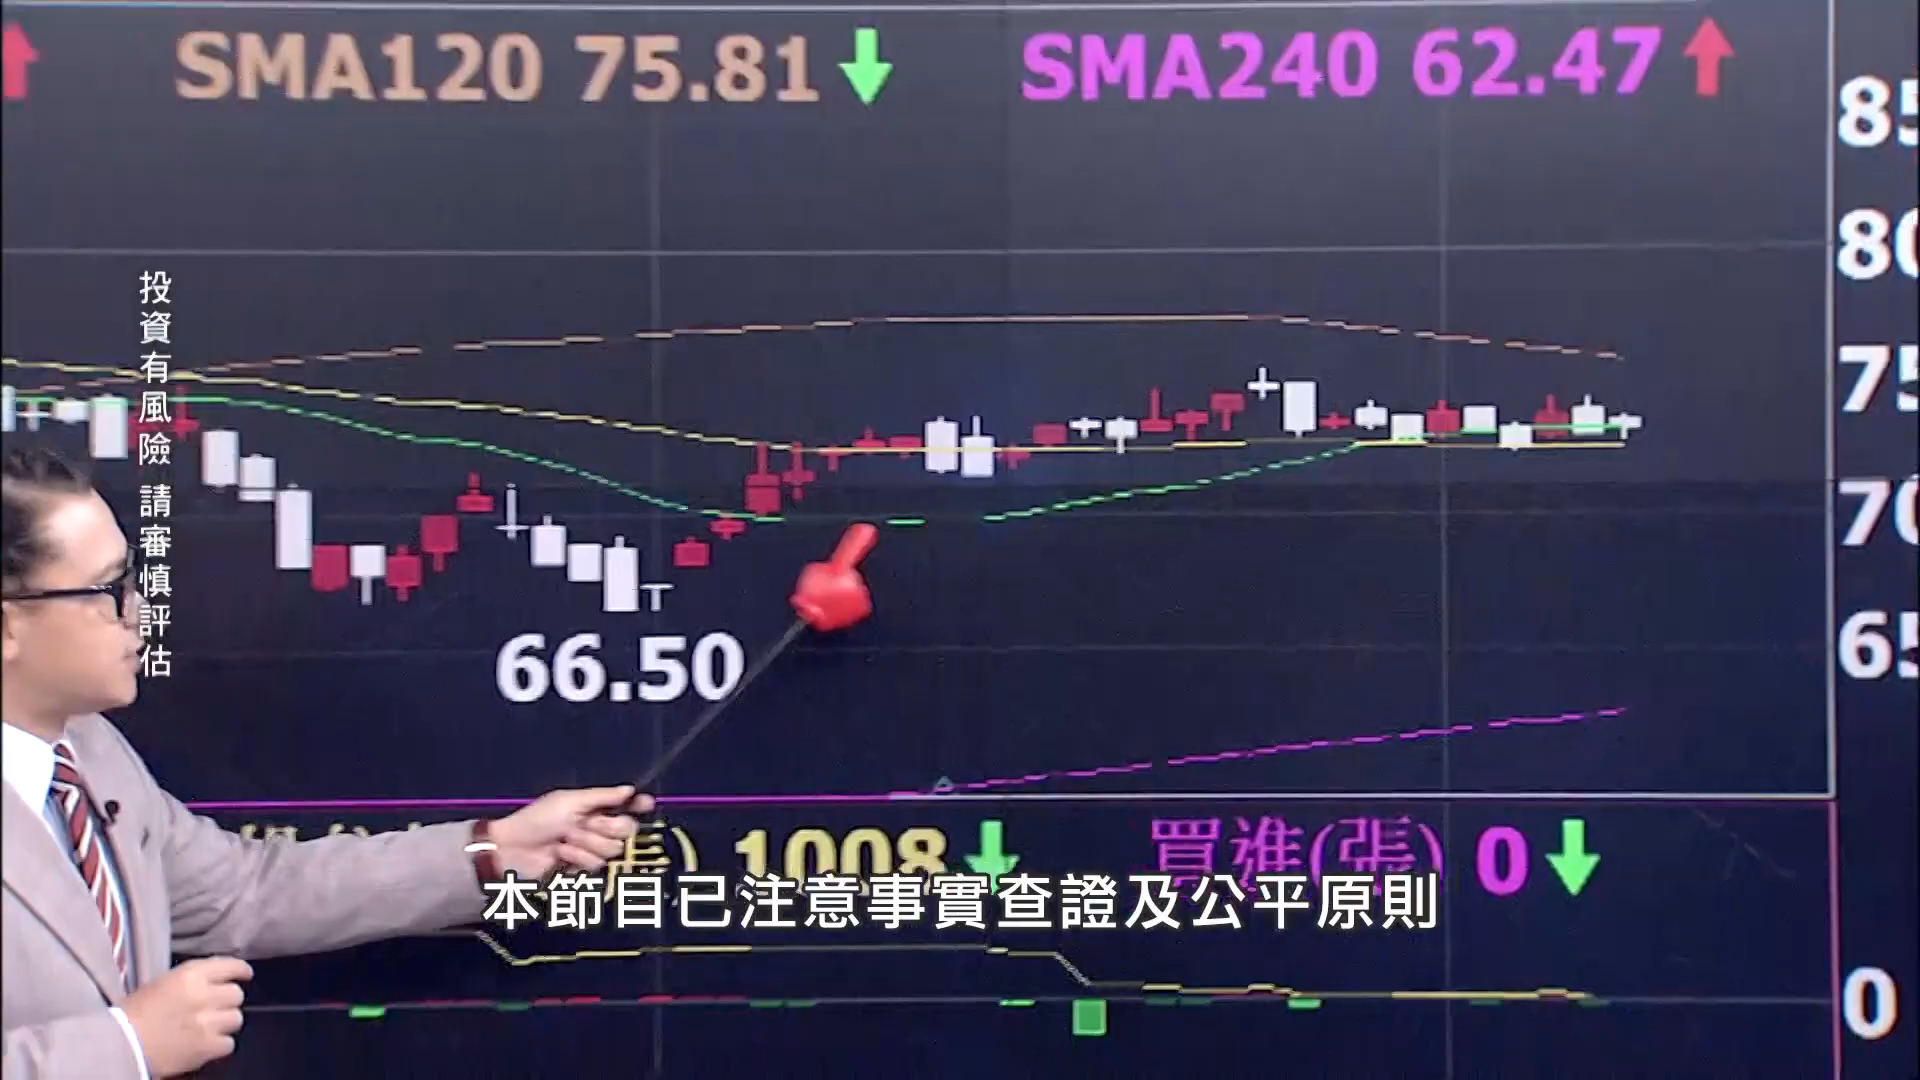 SMA120 75.81
SMA240 62.47
85
80
75
70
65
投資有風險 請審慎評估
66.50
張) 1008
買進(張) 0
本節目已注意事實查證及公平原則
0